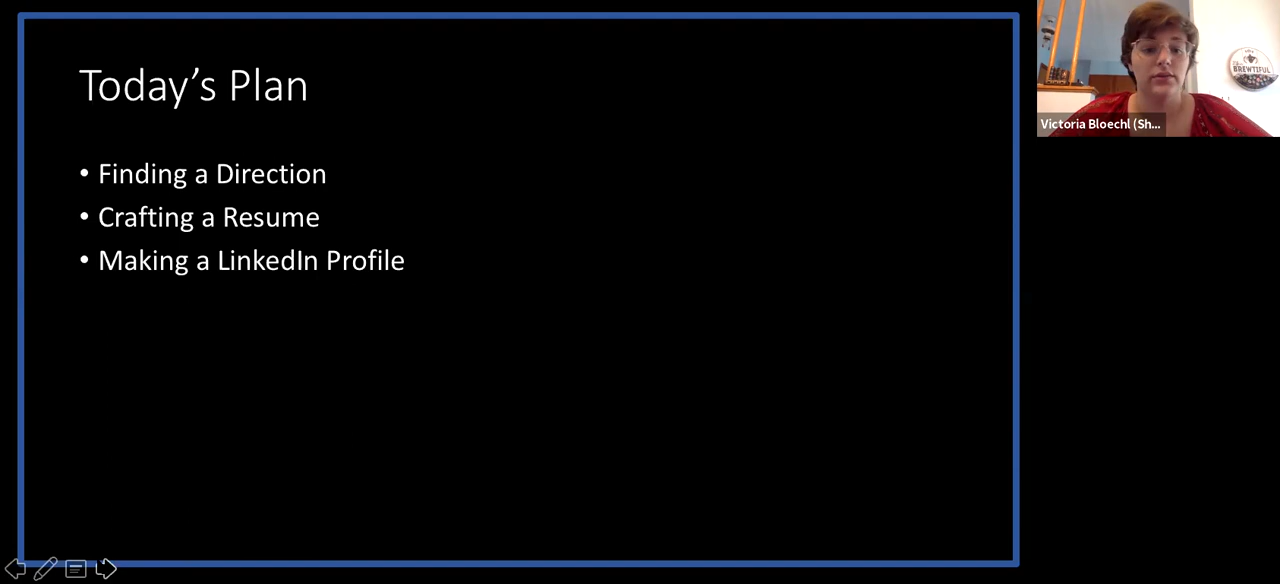 Today's Plan
• Finding a Direction
• Crafting a Resume
• Making a LinkedIn Profile
BREWTIFUL
Victoria Bloechl (Sh...